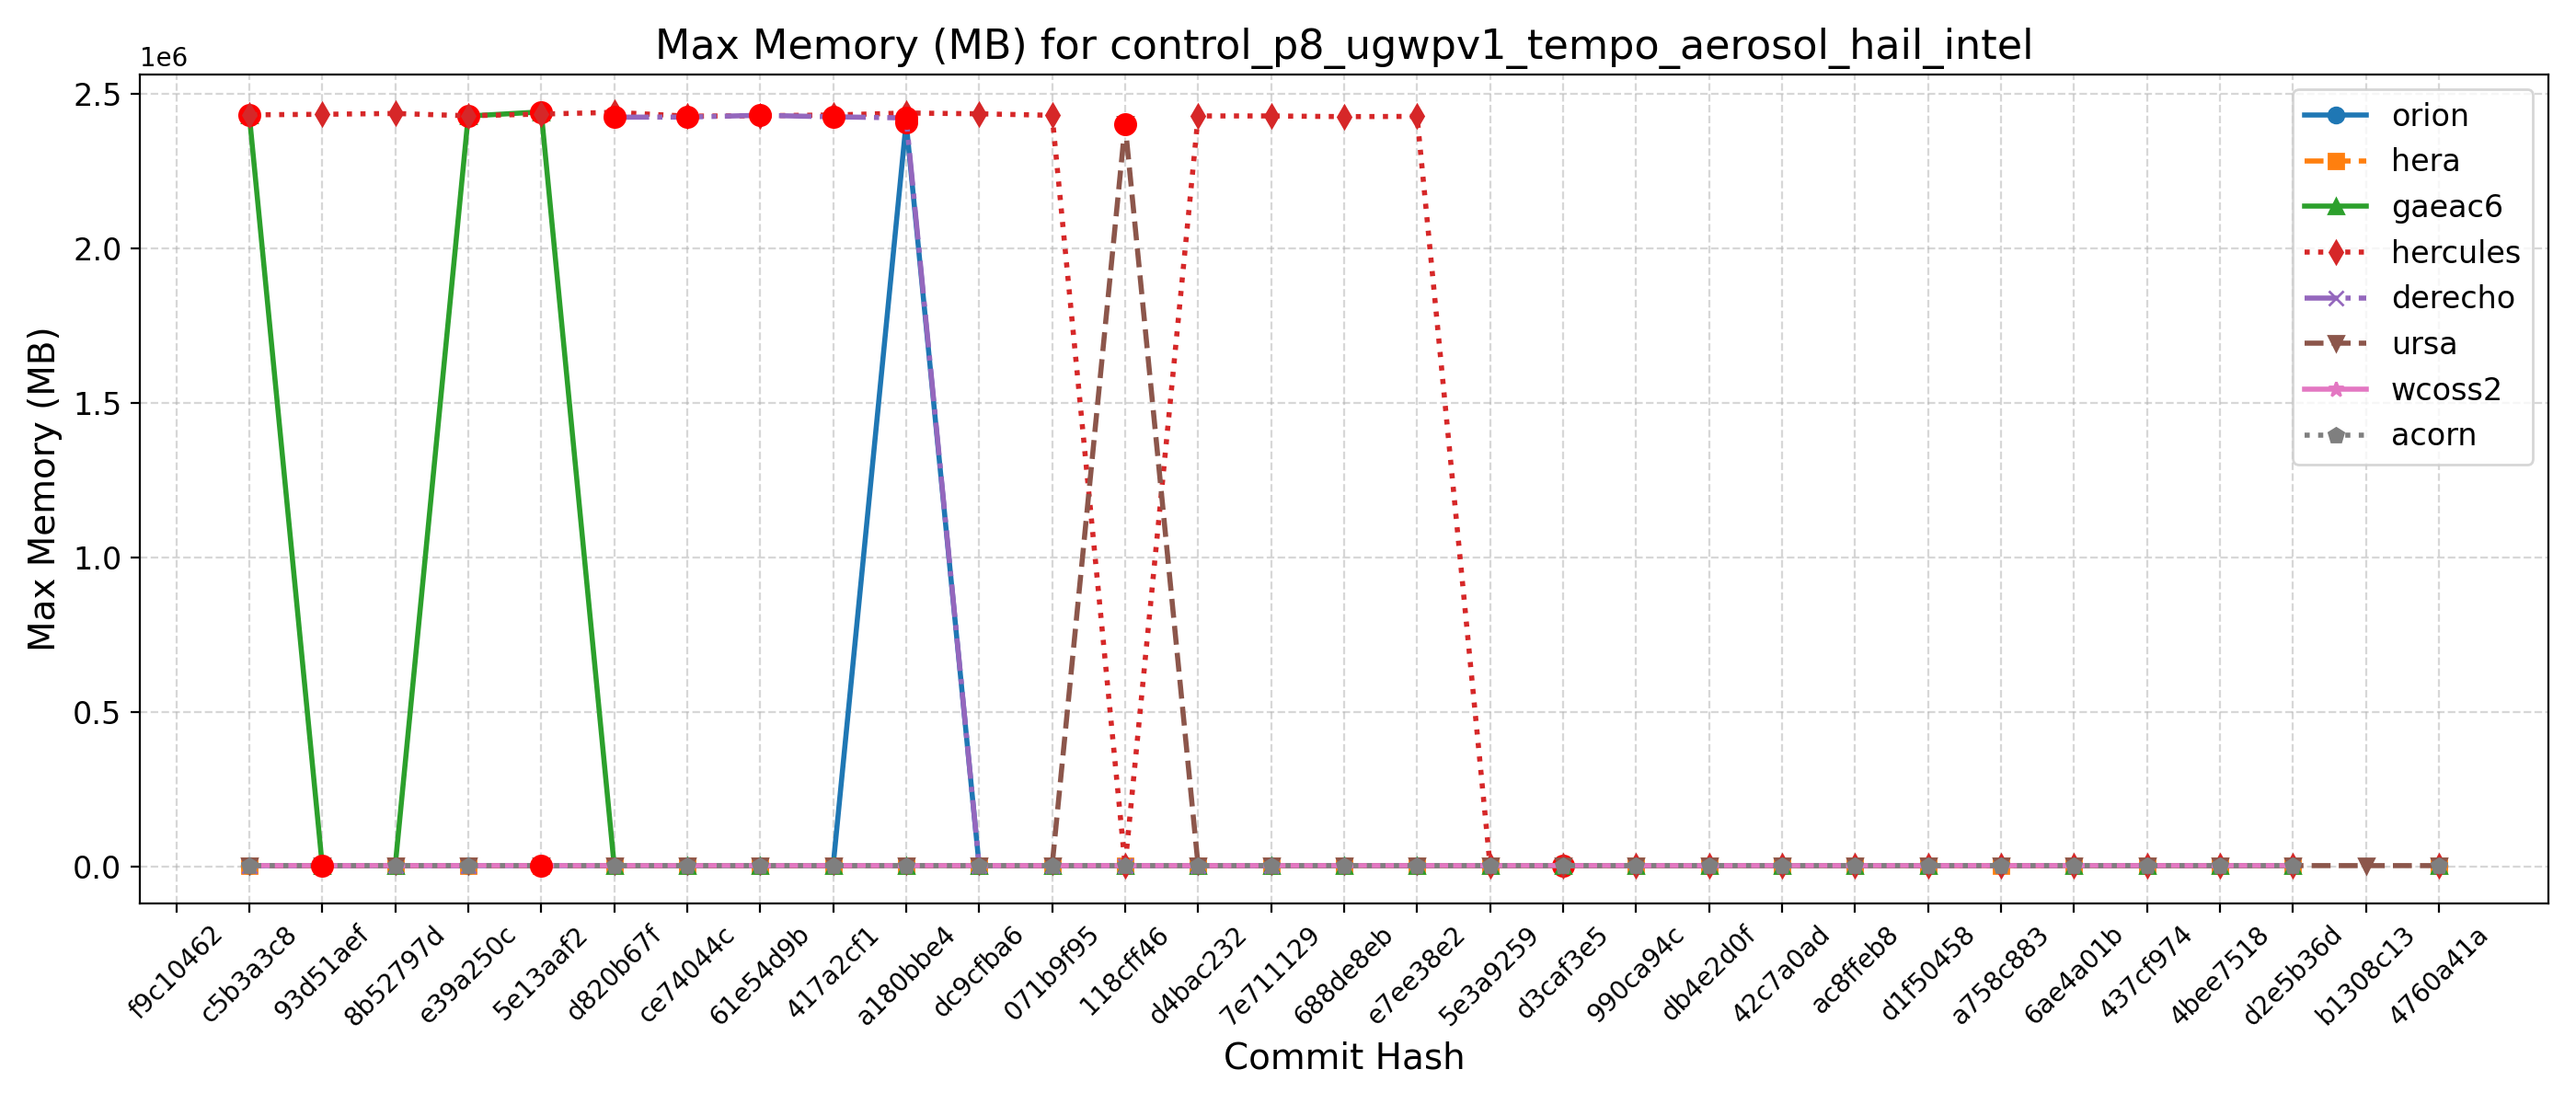 Max Memory (MB) for control_p8_ugwpv1_tempo_aerosol_hail_intel
1e6
2.5
2.0
1.5
1.0
0.5
0.0
Max Memory (MB)
orion
hera
gaeac6
hercules
derecho
ursa
wcoss2
acorn
f9c10462
c5b3a3c8
93d51aef
8b52797d
e39a250c
5e13aaf2
d820b67f
ce74044c
61e54d9b
417a2cf1
a180bbe4
dc9cfba6
071b9f95
118cff46
d4bac232
7e711129
688de8eb
e7ee38e2
5e3a9259
d3caf3e5
990ca94c
db4e2d0f
42c7a0ad
ac8ffeb8
d1f50458
a758c883
6ae4a01b
437cf974
4bee7518
d2e5b36d
b1308c13
4760a41a
Commit Hash